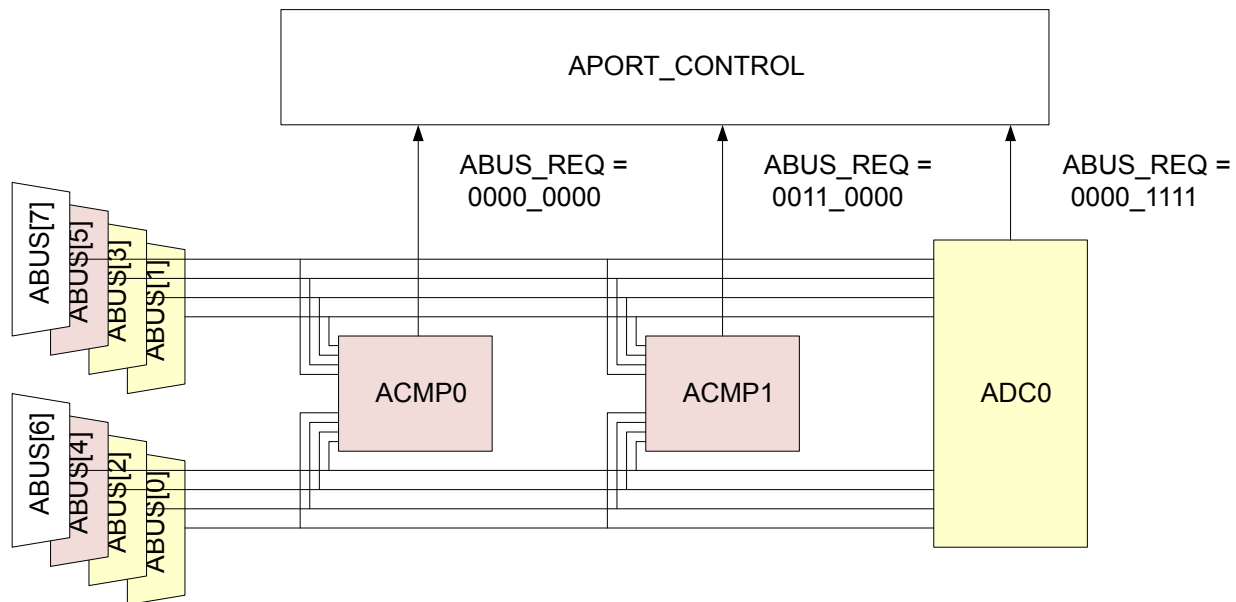 APORT_CONTROL
ABUS_REQ =
0000_0000
ABUS_REQ =
0011_0000
ABUS_REQ =
0000_1111
ABUS[7]
ABUS[5]
ABUS[3]
ABUS[1]
ACMP0
ACMP1
ADC0
ABUS[6]
ABUS[4]
ABUS[2]
ABUS[0]